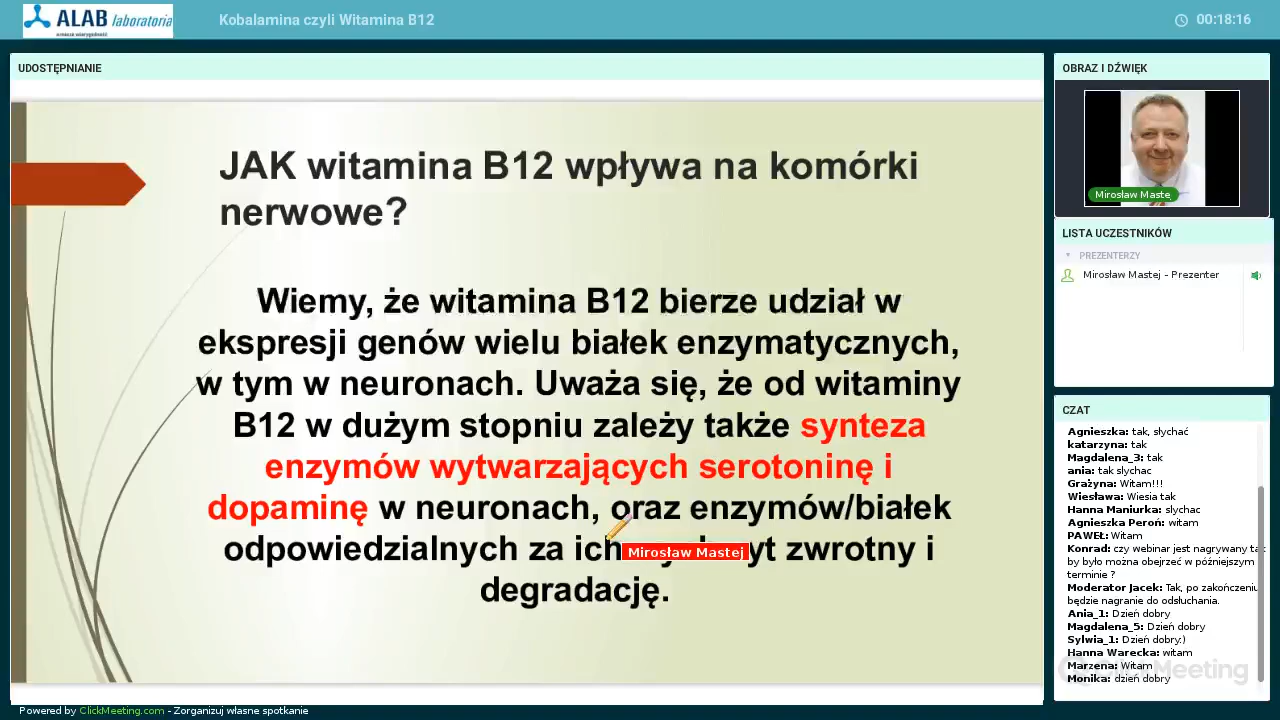 ALAB laboratoria
Kobalamina czyli Witamina B12
00:18:16
UDOSTĘPNIANIE
JAK witamina B12 wpływa na komórki
nerwowe?
Wiemy, że witamina B12 bierze udział w
ekspresji genów wielu białek enzymatycznych,
w tym w neuronach. Uważa się, że od witaminy
B12 w dużym stopniu zależy także synteza
enzymów wytwarzających serotoninę i
dopaminę w neuronach, oraz enzymów/białek
odpowiedzialnych za ich zwrotny i
Mirosław Mastej
degradację.
OBRAZ I DŹWIĘK
Mirosław Maste
LISTA UCZESTNIKÓW
PREZENTERZY
Mirosław Mastej - Prezenter
CZAT
Agnieszka: tak, słychać
katarzyna: tak
Magdalena_3: tak
ania: tak slychac
Grażyna: Witam!!!
Wiesława: Wiesia tak
Hanna Maniurka: slychac
Agnieszka Peroń: witam
PAWEŁ: Witam
Konrad: czy webinar jest nagrywany tak
by było można obejrzeć w późniejszym
terminie ?
Moderator Jacek: Tak, po zakończeniu
będzie nagranie do odsłuchania.
Ania_1: Dzień dobry
Magdalena_5: Dzień dobry
Sylwia_1: Dzień dobry:)
Hanna Warecka: witam
Marzena: Witam
Monika: dzień dobry
ClickMeeting
Powered by ClickMeeting.com - Zorganizuj własne spotkanie